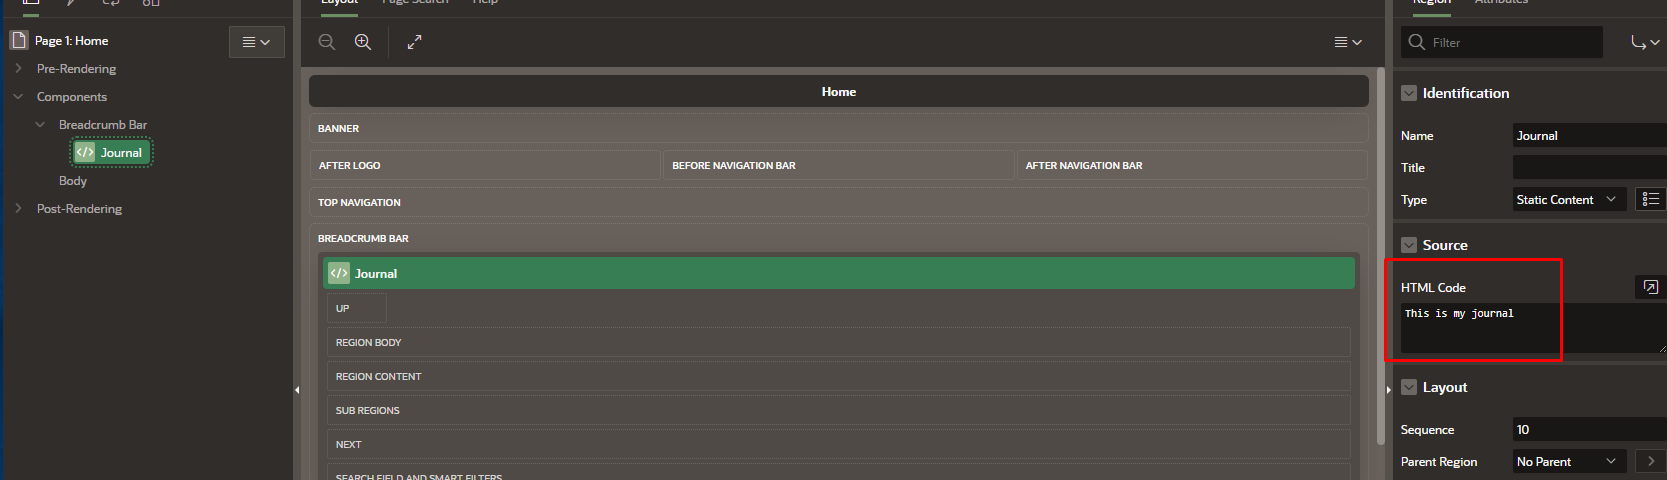 Layout Page Search Help
Region Attributes
Page 1: Home
Pre-Rendering
Components
Breadcrumb Bar
</> Journal
Body
Post-Rendering
Home
BANNER
AFTER LOGO BEFORE NAVIGATION BAR AFTER NAVIGATION BAR
TOP NAVIGATION
BREADCRUMB BAR
</> Journal
UP
REGION BODY
REGION CONTENT
SUB REGIONS
NEXT
SEARCH FIELD AND SMART FILTERS
Filter
Identification
Name Journal
Title
Type Static Content
Source
HTML Code
This is my journal
Layout
Sequence 10
Parent Region No Parent